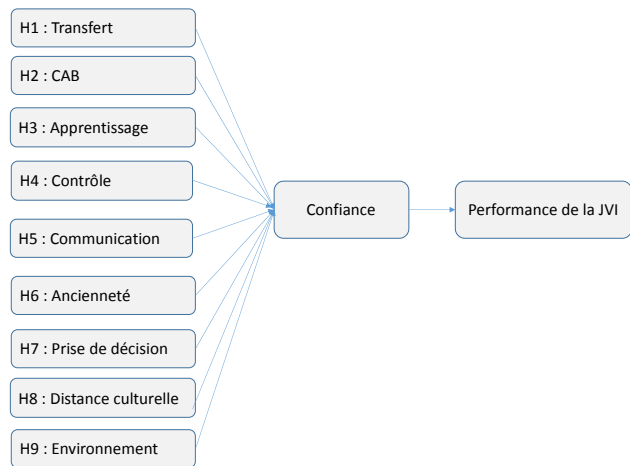 H1 : Transfert
H2 : CAB
H3 : Apprentissage
H4 : Contrôle
H5 : Communication
H6 : Ancienneté
H7 : Prise de décision
H8 : Distance culturelle
H9 : Environnement
Confiance
Performance de la JVI